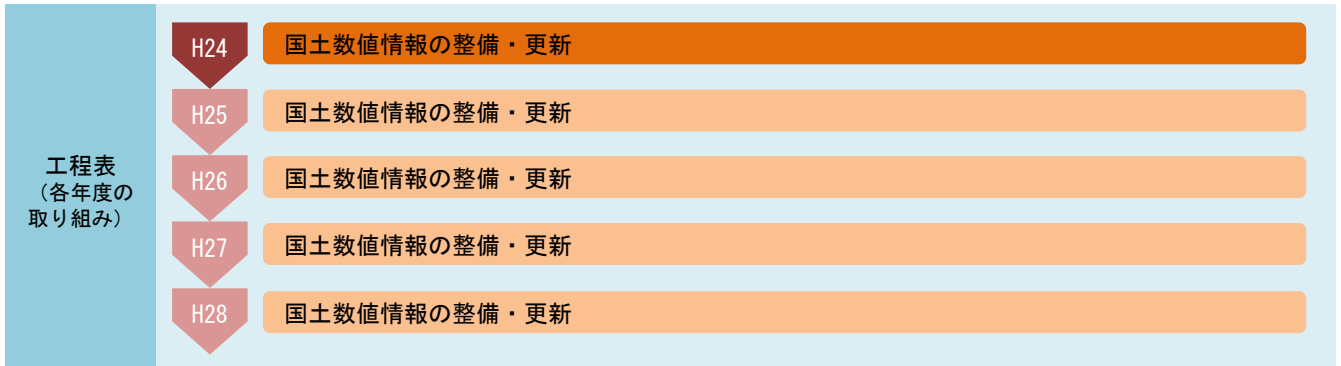 工程表
（各年度の
取り組み）
H24
国土数値情報の整備・更新
H25
国土数値情報の整備・更新
H26
国土数値情報の整備・更新
H27
国土数値情報の整備・更新
H28
国土数値情報の整備・更新